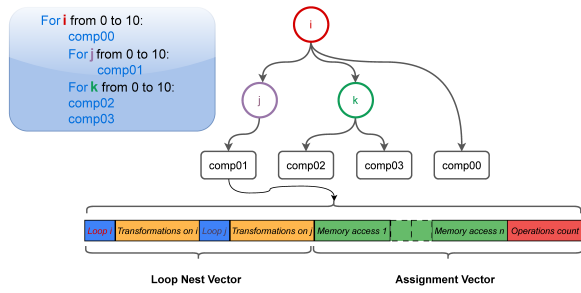 For i from 0 to 10:
comp00
For j from 0 to 10:
comp01
For k from 0 to 10:
comp02
comp03
i
j
k
comp01
comp02
comp03
comp00
Loop i
Transformations on i
Loop j
Transformations on j
Memory access 1
Memory access n
Operations count
Loop Nest Vector
Assignment Vector